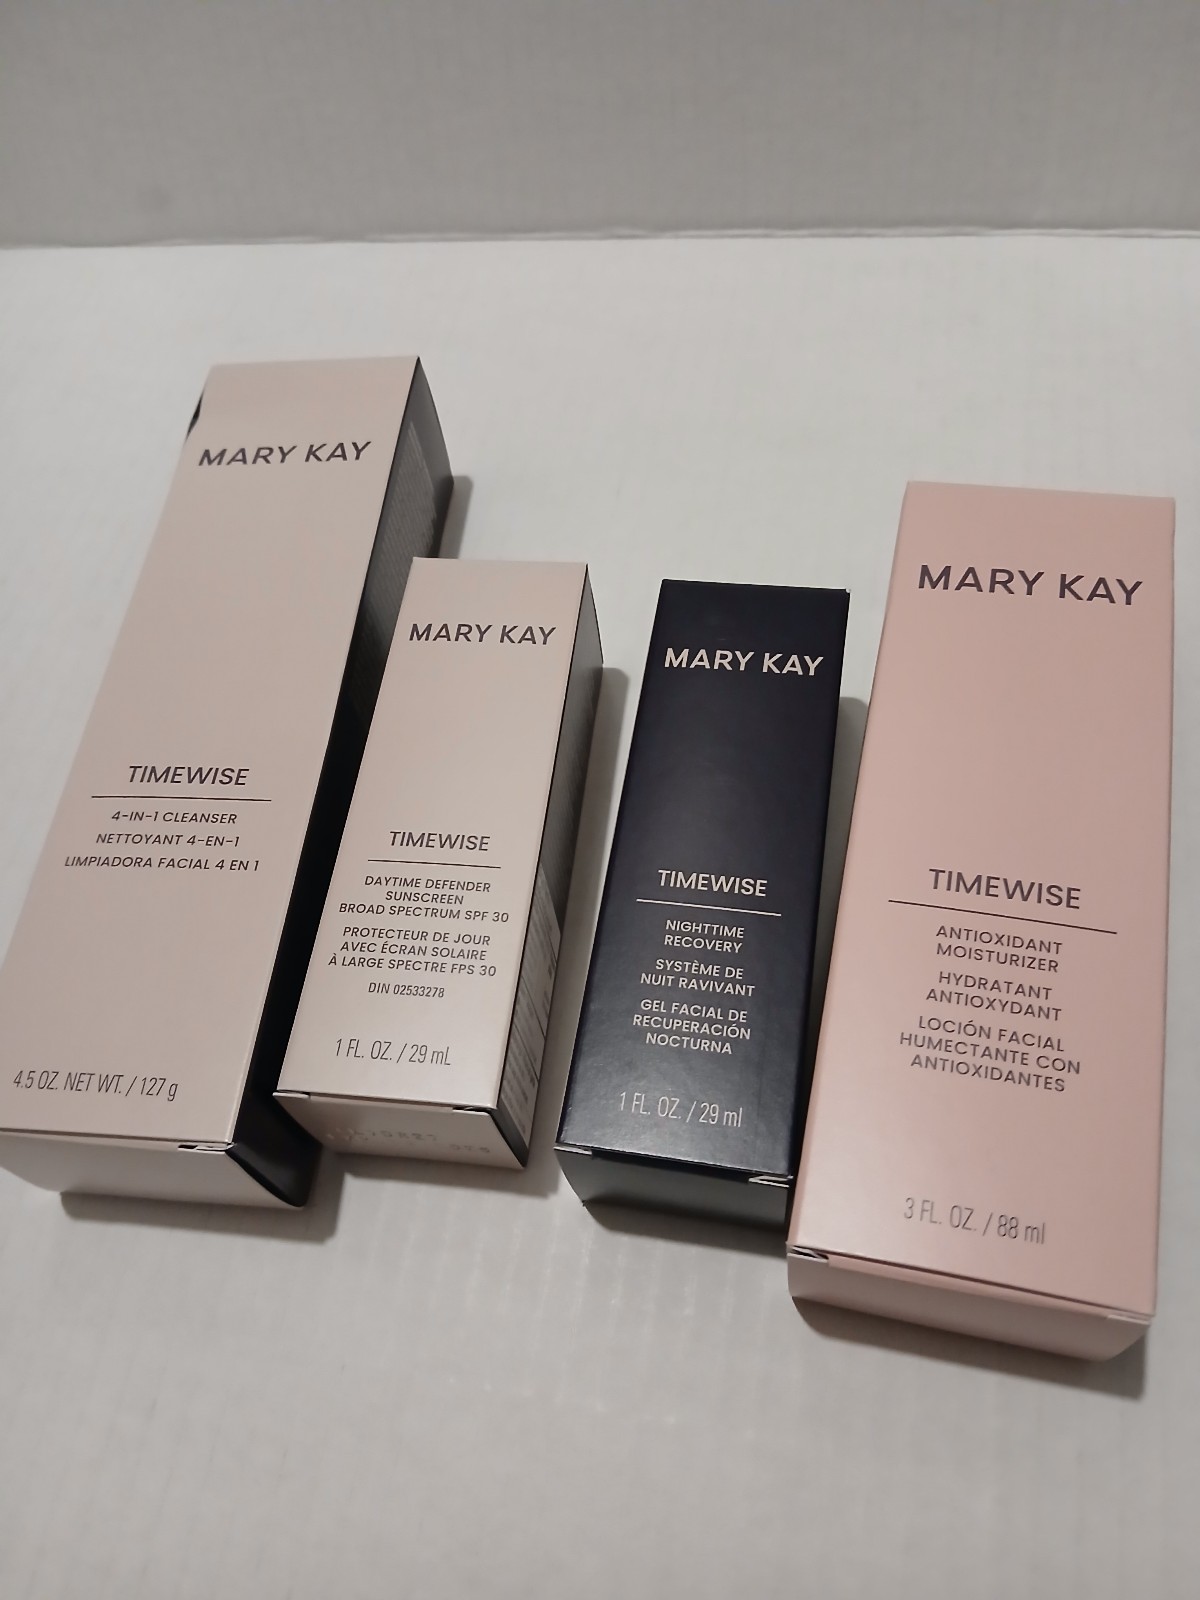 MARY KAY
TIMEWISE
4-IN-1 CLEANSER
NETTOYANT 4-EN-1
LIMPIADORA FACIAL 4 EN 1
4.5 OZ. NET WT. / 127 g
MARY KAY
TIMEWISE
DAYTIME DEFENDER
SUNSCREEN
BROAD SPECTRUM SPF 30
PROTECTEUR DE JOUR
AVEC ÉCRAN SOLAIRE
À LARGE SPECTRE FPS 30
DIN 02533278
1 FL. OZ. / 29 mL
MARY KAY
TIMEWISE
NIGHTTIME
RECOVERY
SYSTÈME DE
NUIT RAVIVANT
GEL FACIAL DE
RECUPERACIÓN
NOCTURNA
1 FL. OZ. / 29 ml
MARY KAY
TIMEWISE
ANTIOXIDANT
MOISTURIZER
HYDRATANT
ANTIOXYDANT
LOCIÓN FACIAL
HUMECTANTE CON
ANTIOXIDANTES
3 FL. OZ. / 88 ml